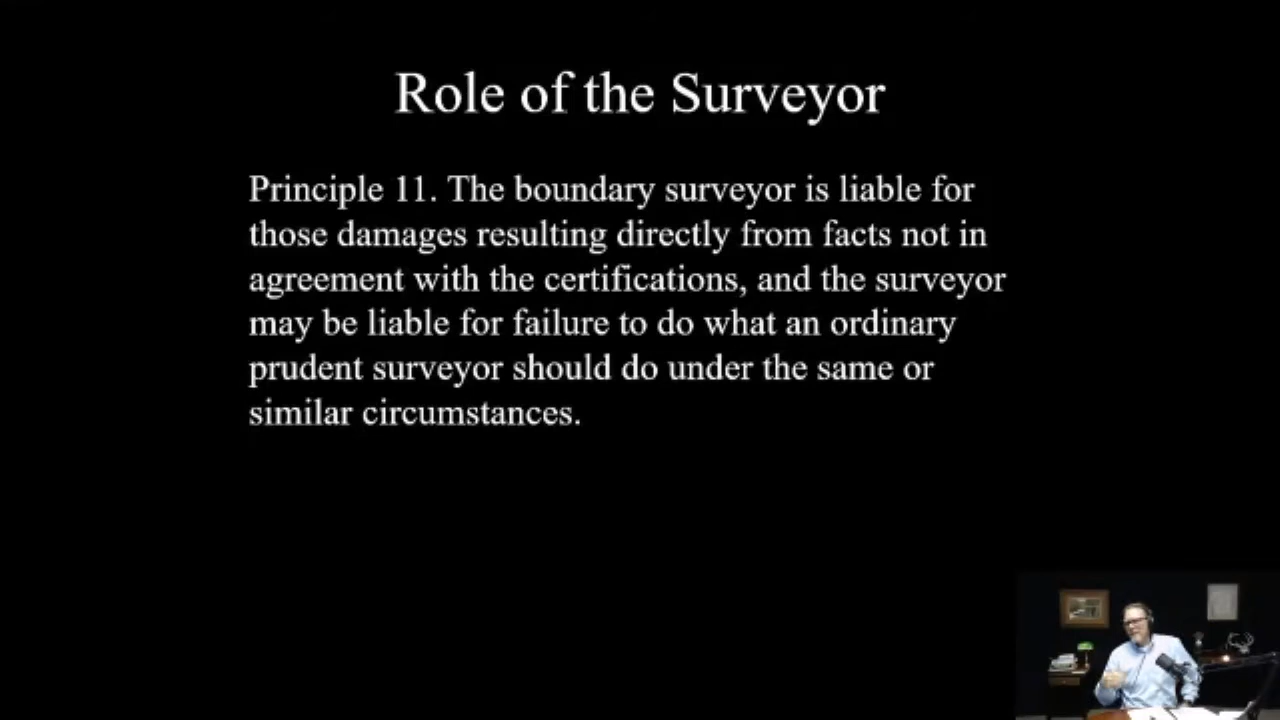 Role of the Surveyor
Principle 11. The boundary surveyor is liable for
those damages resulting directly from facts not in
agreement with the certifications, and the surveyor
may be liable for failure to do what an ordinary
prudent surveyor should do under the same or
similar circumstances.